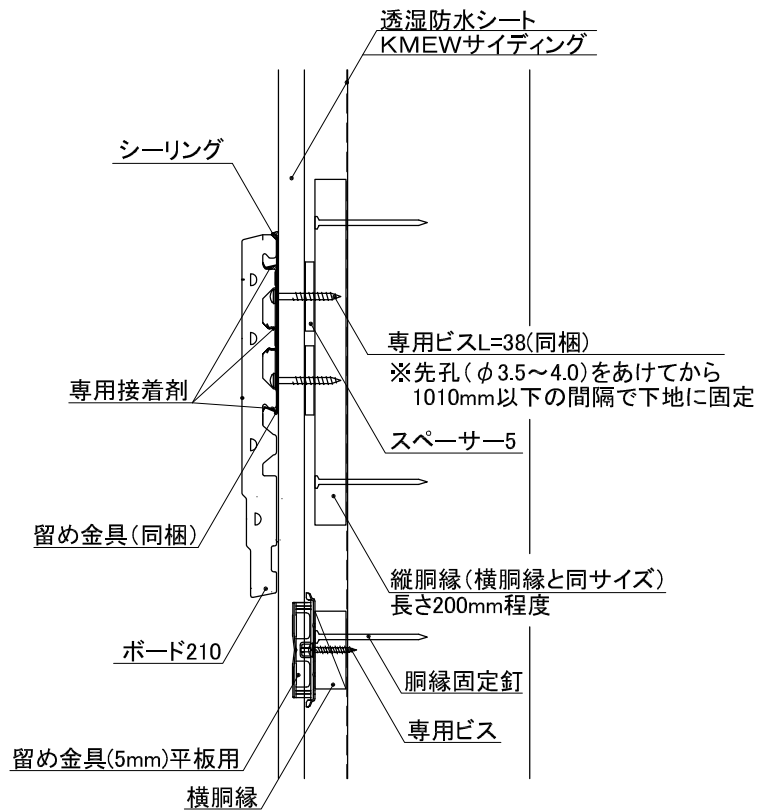 透湿防水シート
KMEWサイディング
シーリング
専用ビスL=38(同梱)
※先孔(φ3.5～4.0)をあけてから
1010mm以下の間隔で下地に固定
専用接着剤
スペーサー5
留め金具(同梱)
縦胴縁(横胴縁と同サイズ)
長さ200mm程度
ボード210
胴縁固定釘
専用ビス
留め金具(5mm)平板用
横胴縁